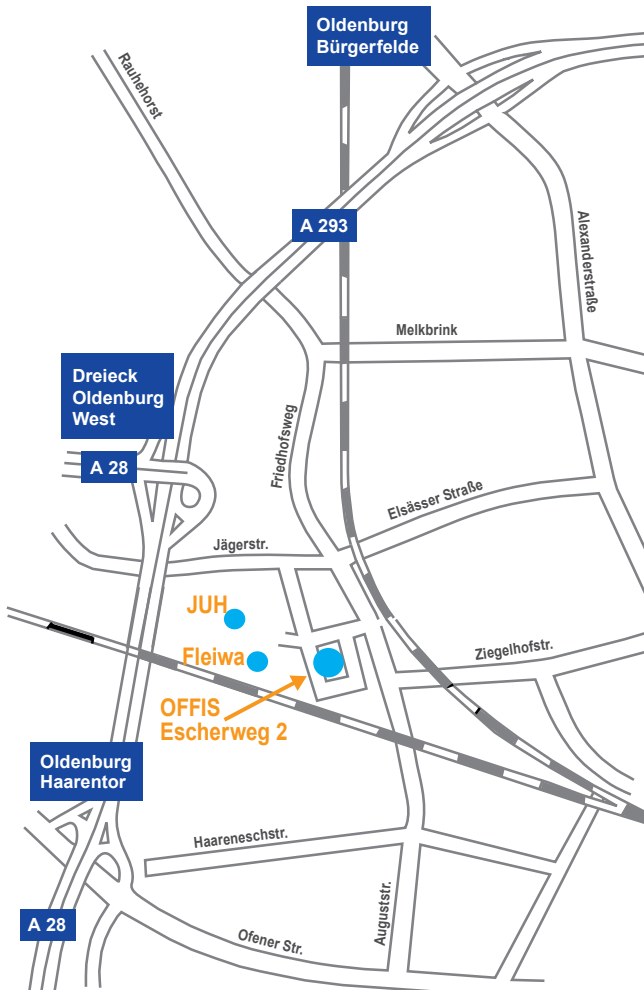 Oldenburg
Bürgerfelde
Rauhehorst
A 293
Alexanderstraße
Melkbrink
Dreieck
Oldenburg
West
Friedhofsweg
A 28
Elsässer Straße
Jägerstr.
JUH
Fleiwa
Ziegelhofstr.
OFFIS
Escherweg 2
Oldenburg
Haarentor
Haareneschstr.
Auguststr.
A 28
Ofener Str.